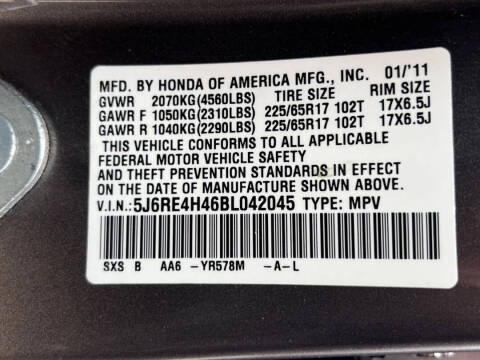 MFD. BY HONDA OF AMERICA MFG., INC. 01/'11
GVWR 2070KG(4560LBS) TIRE SIZE RIM SIZE
GAWR F 1050KG(2310LBS) 225/65R17 102T 17X6.5J
GAWR R 1040KG(2290LBS) 225/65R17 102T 17X6.5J
THIS VEHICLE CONFORMS TO ALL APPLICABLE
FEDERAL MOTOR VEHICLE SAFETY
AND THEFT PREVENTION STANDARDS IN EFFECT
ON THE DATE OF MANUFACTURE SHOWN ABOVE.
V.I.N.:5J6RE4H46BL042045 TYPE: MPV
SXS B AA6 -YR578M -A-L